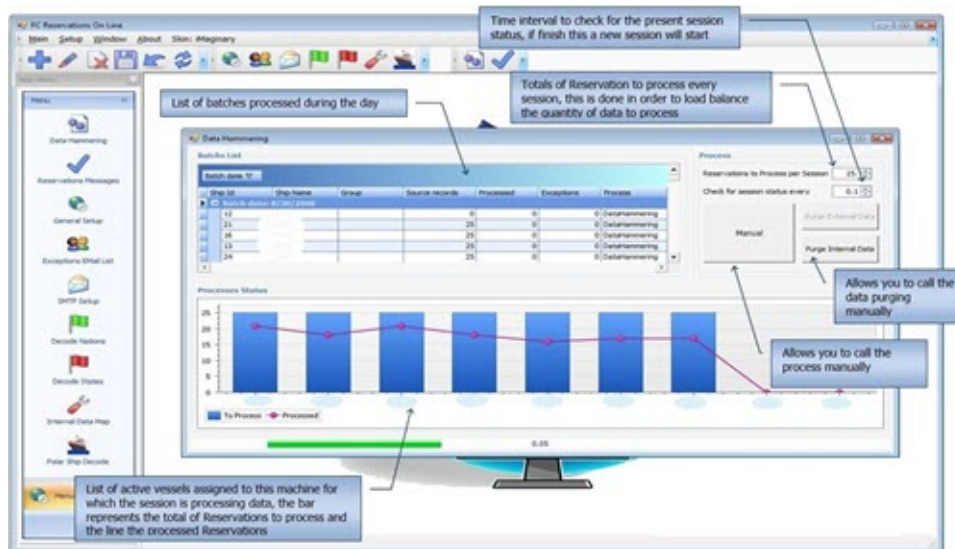 FC Reservations On Line
Main Setup Window About Skin: iMaginary
Main Menu
Menu
Data Hammering
Reservations Messages
General Setup
Exceptions EMail List
SMTP Setup
Decode Nations
Decode States
Internal Data Map
Polar Ship Decode
Menu
Time interval to check for the present session
status, if finish this a new session will start
List of batches processed during the day
Totals of Reservation to process every
session, this is done in order to load balance
the quantity of data to process
Data Hammering
Batchs List
Batch date
Ship Id Ship Name Group Source records Processed Exceptions Process
Batch date: 8/20/2008
12 0 0 0 DataHammering
21 25 0 0 DataHammering
16 25 0 0 DataHammering
13 25 0 0 DataHammering
24 25 0 0 DataHammering
Process
Reservations to Process per Session 25
Check for session status every 0.1
Manual
Purge External Data
Purge Internal Data
Allows you to call the
data purging
manually
Allows you to call the
process manually
Processes Status
25
20
15
10
5
0
To Process Processed
0.05
List of active vessels assigned to this machine for
which the session is processing data, the bar
represents the total of Reservations to process and
the line the processed Reservations